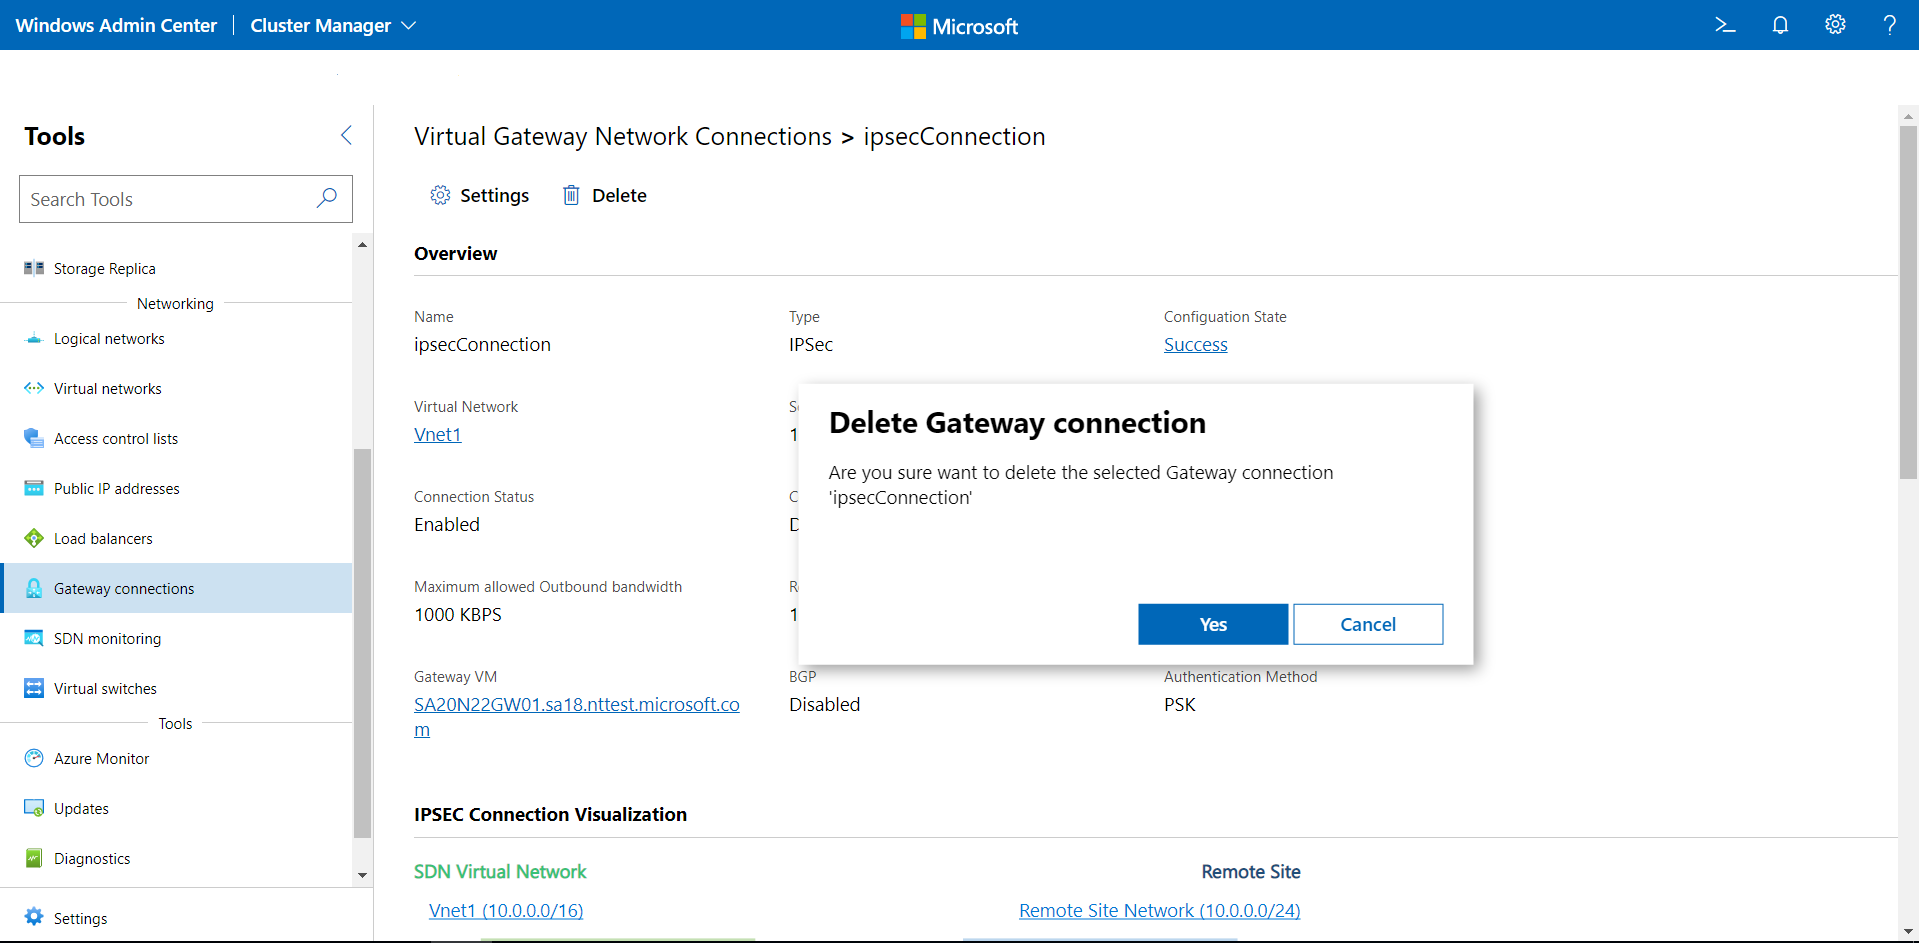 Windows Admin Center
Cluster Manager
Microsoft
Tools
Search Tools
Storage Replica
Networking
Logical networks
Virtual networks
Access control lists
Public IP addresses
Load balancers
Gateway connections
SDN monitoring
Virtual switches
Tools
Azure Monitor
Updates
Diagnostics
Settings
Virtual Gateway Network Connections > ipsecConnection
Settings
Delete
Overview
Name
ipsecConnection
Type
IPSec
Configuation State
Success
Virtual Network
Vnet1
Connection Status
Enabled
Maximum allowed Outbound bandwidth
1000 KBPS
Delete Gateway connection
Are you sure want to delete the selected Gateway connection
'ipsecConnection'
Yes
Cancel
Gateway VM
SA20N22GW01.sa18.nttest.microsoft.co
m
BGP
Disabled
Authentication Method
PSK
IPSEC Connection Visualization
SDN Virtual Network
Remote Site
Vnet1 (10.0.0.0/16)
Remote Site Network (10.0.0.0/24)